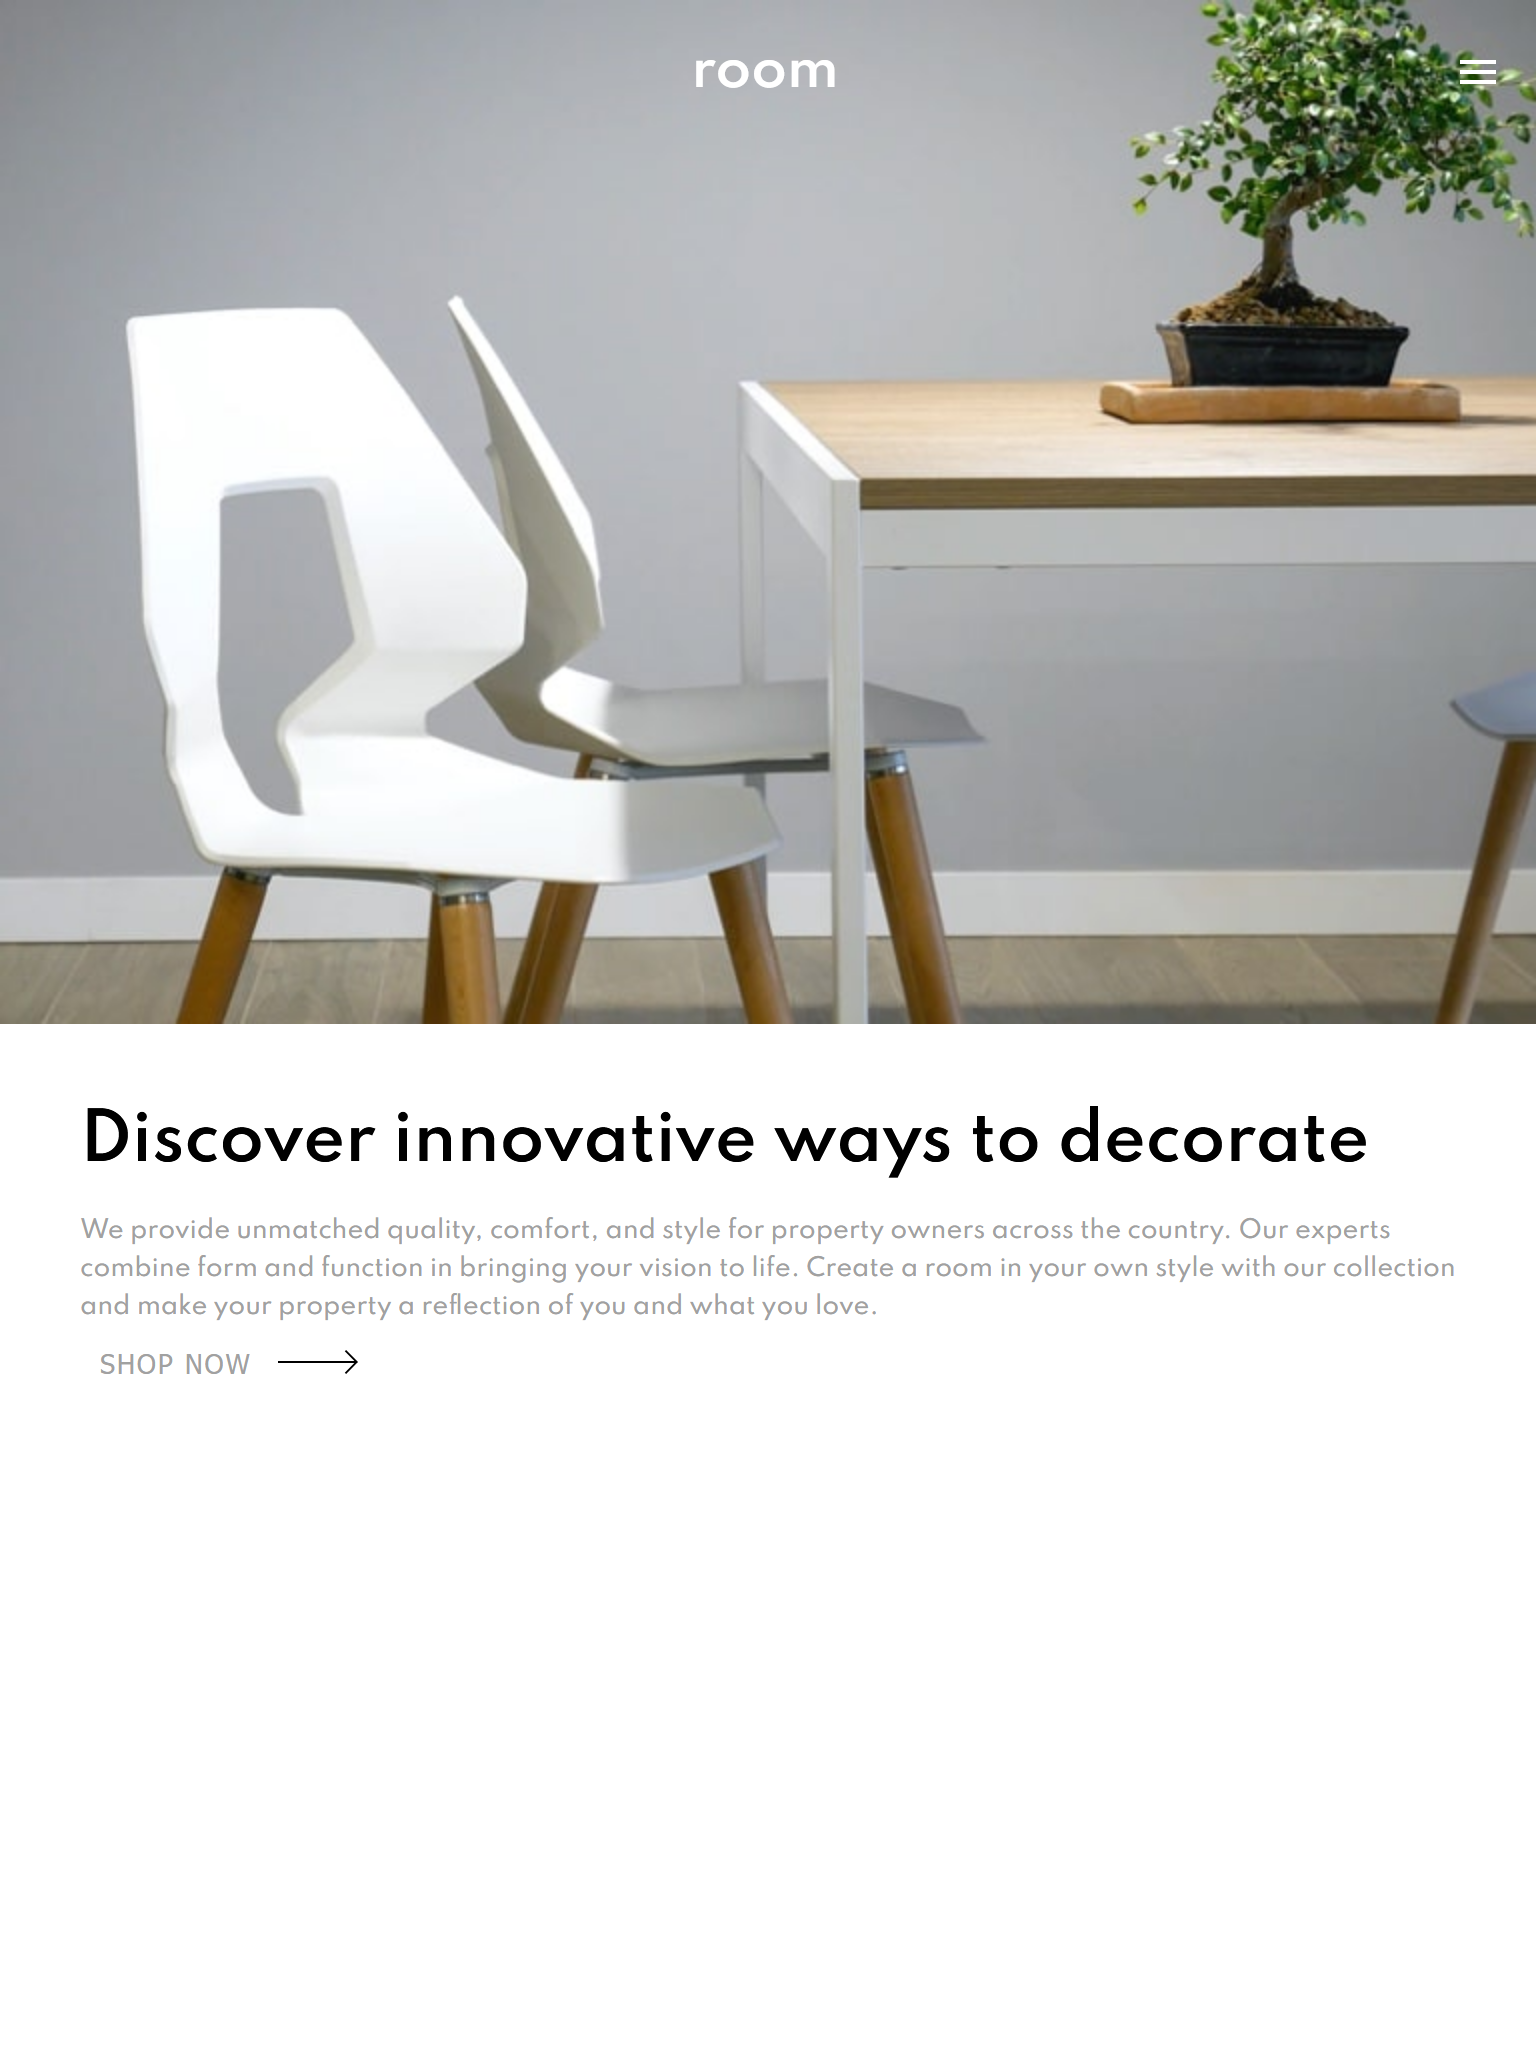 room
Discover innovative ways to decorate
We provide unmatched quality, comfort, and style for property owners across the country. Our experts
combine form and function in bringing your vision to life. Create a room in your own style with our collection
and make your property a reflection of you and what you love.
SHOP NOW